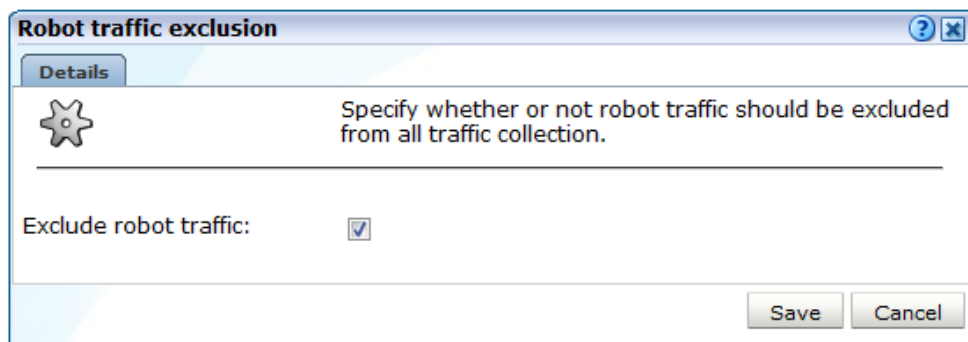 Robot traffic exclusion
?
Details
Specify whether or not robot traffic should be excluded
from all traffic collection.
Exclude robot traffic:
Save Cancel